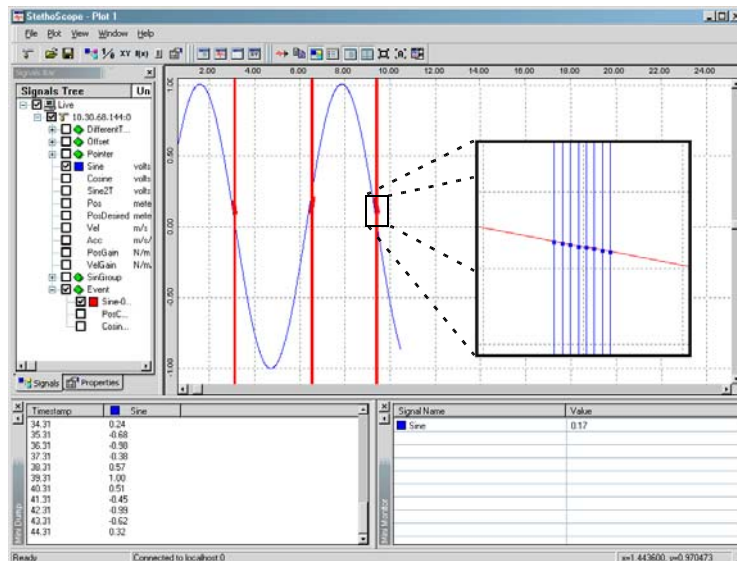 StethoScope - Plot 1
File Plot View Window Help
XY f(x)
2.00 4.00 6.00 8.00 10.00 12.00 14.00 16.00 18.00 20.00 22.00 24.00
Signals Tree Un
Live
10.30.68.144:0
DifferentT...
Offset
Pointer
Sine volts
Cosine volts
Sine2T volts
Pos mete
PosDesired mete
Vel m/s
Acc m/s/
PosGain N/m.
VelGain N/m.
SinGroup
Event
Sine-G...
PosC...
Cosin...
Signals Properties
1.00
0.50
0.00
-0.50
-1.00
Timestamp Sine
34.31 0.24
35.31 -0.68
36.31 -0.98
37.31 -0.38
38.31 0.57
39.31 1.00
40.31 0.51
41.31 -0.45
42.31 -0.99
43.31 -0.62
44.31 0.32
Mini Dump
Signal Name Value
Sine 0.17
Mini Monitor
Ready Connected to localhost:0 x=1.443600, y=0.970473